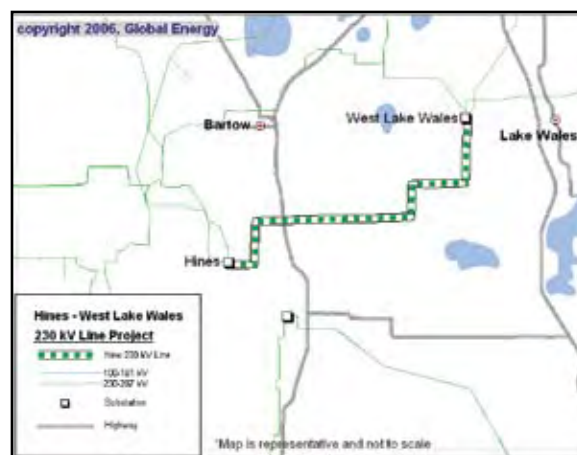 copyright 2006, Global Energy
West Lake Wales
Bartow
Lake Wales
Hines
Hines - West Lake Wales
230 kV Line Project
New 230 kV Line
100-161 kV
230-287 kV
Substation
Highway
*Map is representative and not to scale